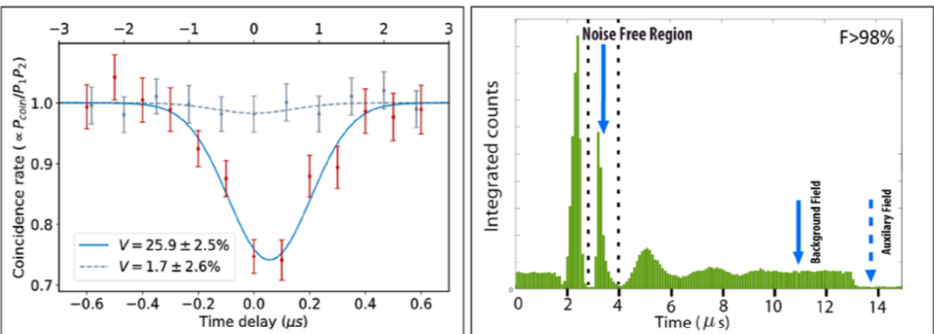 −3 −2 −1 0 1 2 3
Coincidence rate ( ∝ P_coin/P_1P_2)
1.0
0.9
0.8
0.7
V = 25.9 ± 2.5%
V = 1.7 ± 2.6%
−0.6 −0.4 −0.2 0.0 0.2 0.4 0.6
Time delay (μs)
Noise Free Region
F>98%
Integrated counts
Background Field
Auxilary Field
0
0 2 4 6 8 10 12 14
Time (μs)